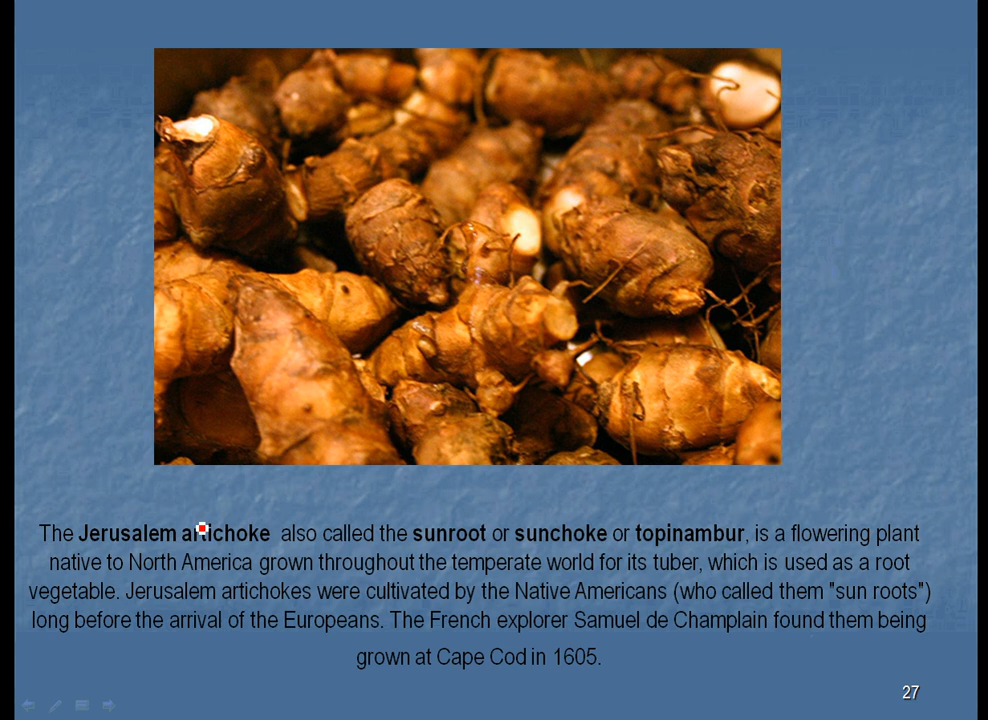 The Jerusalem artichoke also called the sunroot or sunchoke or topinambur, is a flowering plant
native to North America grown throughout the temperate world for its tuber, which is used as a root
vegetable. Jerusalem artichokes were cultivated by the Native Americans (who called them "sun roots")
long before the arrival of the Europeans. The French explorer Samuel de Champlain found them being
grown at Cape Cod in 1605.
27